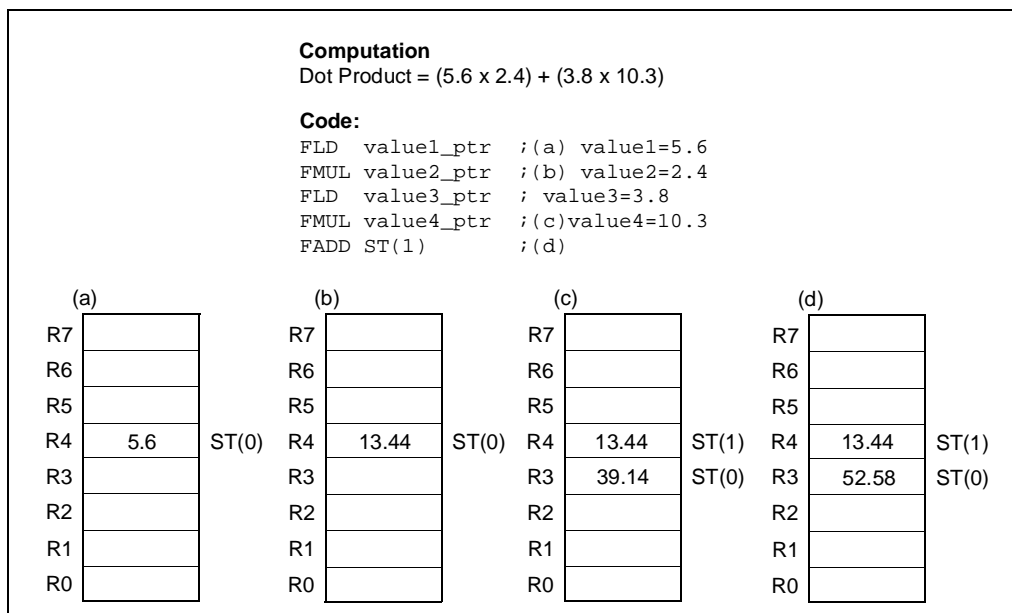 Computation
Dot Product = (5.6 x 2.4) + (3.8 x 10.3)
Code:
FLD value1_ptr ;(a) value1=5.6
FMUL value2_ptr ;(b) value2=2.4
FLD value3_ptr ; value3=3.8
FMUL value4_ptr ;(c)value4=10.3
FADD ST(1) ;(d)
(a) (b) (c) (d)
R7 R7 R7 R7
R6 R6 R6 R6
R5 R5 R5 R5
R4 5.6 ST(0) R4 13.44 ST(0) R4 13.44 ST(1) R4 13.44 ST(1)
R3 R3 R3 39.14 ST(0) R3 52.58 ST(0)
R2 R2 R2 R2
R1 R1 R1 R1
R0 R0 R0 R0